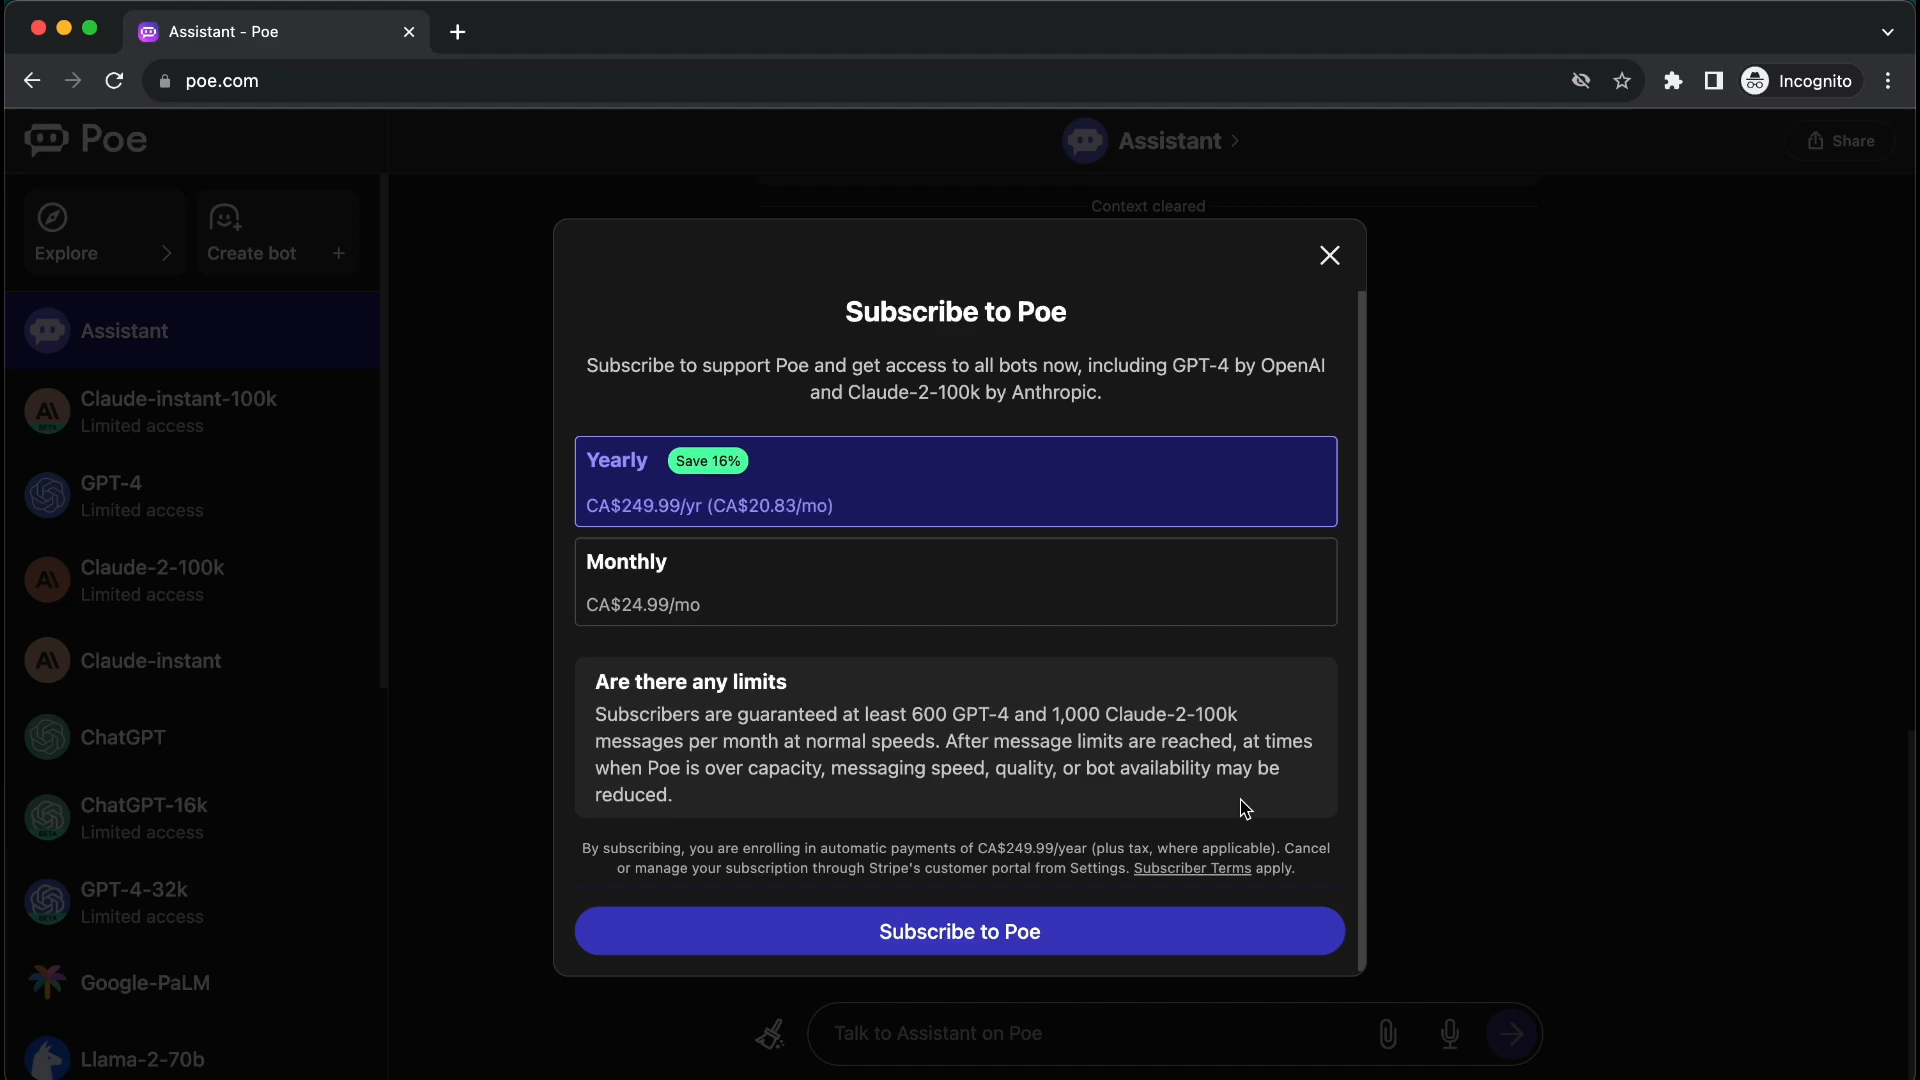 Assistant - Poe
poe.com
Incognito
Poe
Assistant
Share
Explore
Create bot
Assistant
Claude-instant-100k
Limited access
GPT-4
Limited access
Claude-2-100k
Limited access
Claude-instant
ChatGPT
ChatGPT-16k
Limited access
GPT-4-32k
Limited access
Google-PaLM
Llama-2-70b
Context cleared
Subscribe to Poe
Subscribe to support Poe and get access to all bots now, including GPT-4 by OpenAI
and Claude-2-100k by Anthropic.
Yearly Save 16%
CA$249.99/yr (CA$20.83/mo)
Monthly
CA$24.99/mo
Are there any limits
Subscribers are guaranteed at least 600 GPT-4 and 1,000 Claude-2-100k
messages per month at normal speeds. After message limits are reached, at times
when Poe is over capacity, messaging speed, quality, or bot availability may be
reduced.
By subscribing, you are enrolling in automatic payments of CA$249.99/year (plus tax, where applicable). Cancel
or manage your subscription through Stripe's customer portal from Settings. Subscriber Terms apply.
Subscribe to Poe
Talk to Assistant on Poe